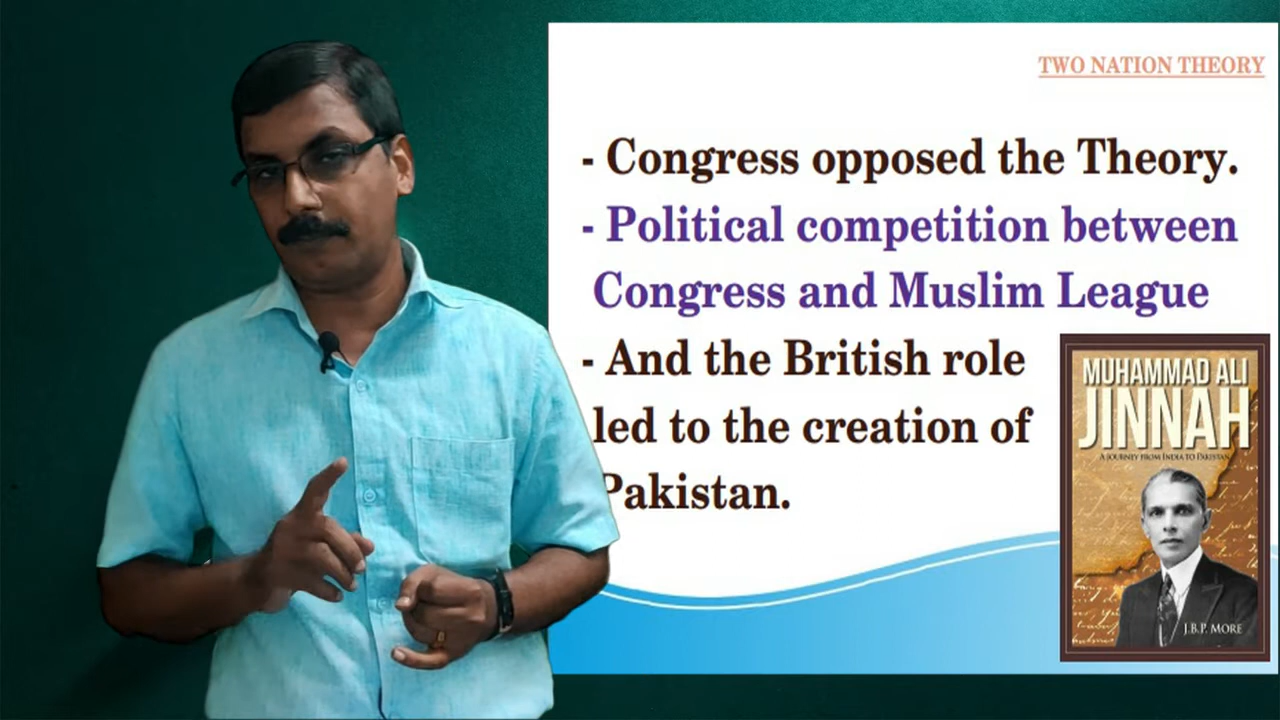 TWO NATION THEORY
- Congress opposed the Theory.
- Political competition between
Congress and Muslim League
- And the British role
led to the creation of
Pakistan.
MUHAMMAD ALI
JINNAH
A JOURNEY FROM INDIA TO PAKISTAN
J.B.P. MORE